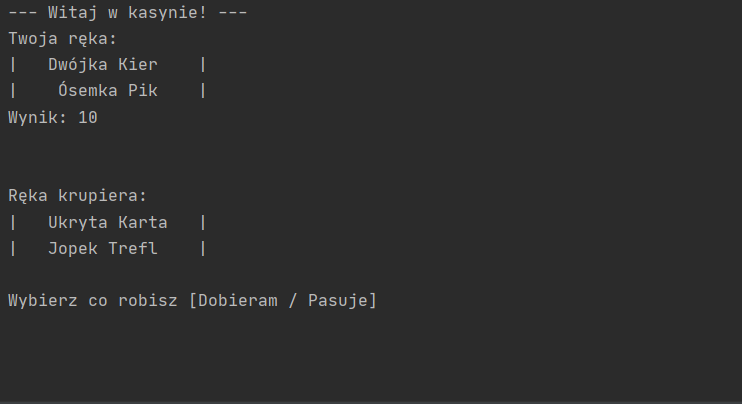 --- Witaj w kasynie! ---
Twoja ręka:
|   Dwójka Kier    |
|    Ósemka Pik    |
Wynik: 10
Ręka krupiera:
|   Ukryta Karta   |
|   Jopek Trefl    |
Wybierz co robisz [Dobieram / Pasuje]